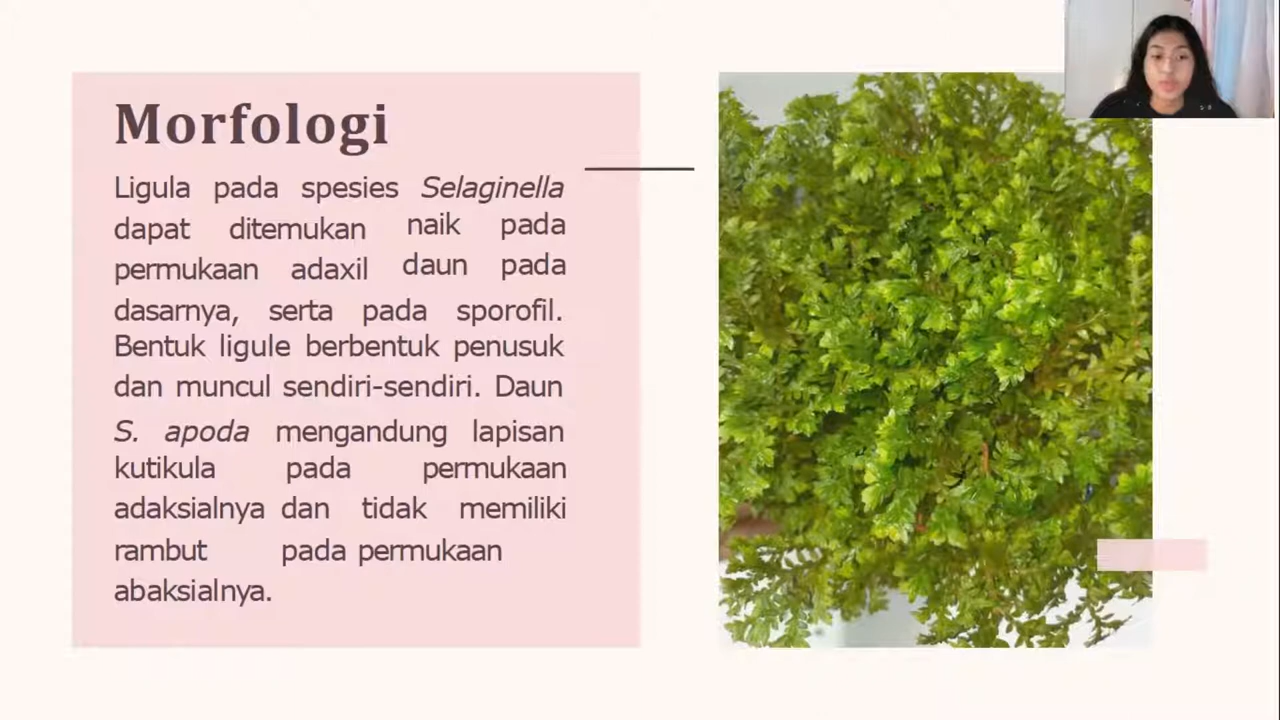 Morfologi
Ligula pada spesies Selaginella
dapat ditemukan naik pada
permukaan adaxil daun pada
dasarnya, serta pada sporofil.
Bentuk ligule berbentuk penusuk
dan muncul sendiri-sendiri. Daun
S. apoda mengandung lapisan
kutikula pada permukaan
adaksialnya dan tidak memiliki
rambut pada permukaan
abaksialnya.